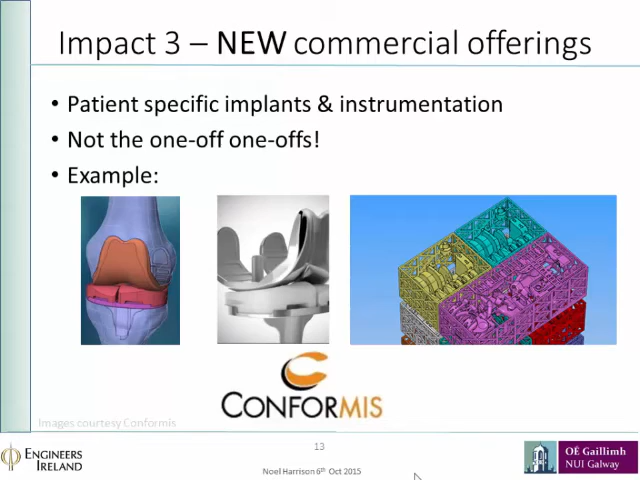 Impact 3 – NEW commercial offerings
• Patient specific implants & instrumentation
• Not the one-off one-offs!
• Example:
CONFORMIS
Images courtesy Conformis
ENGINEERS
IRELAND
13
Noel Harrison 6th Oct 2015
OÉ Gaillimh
NUI Galway